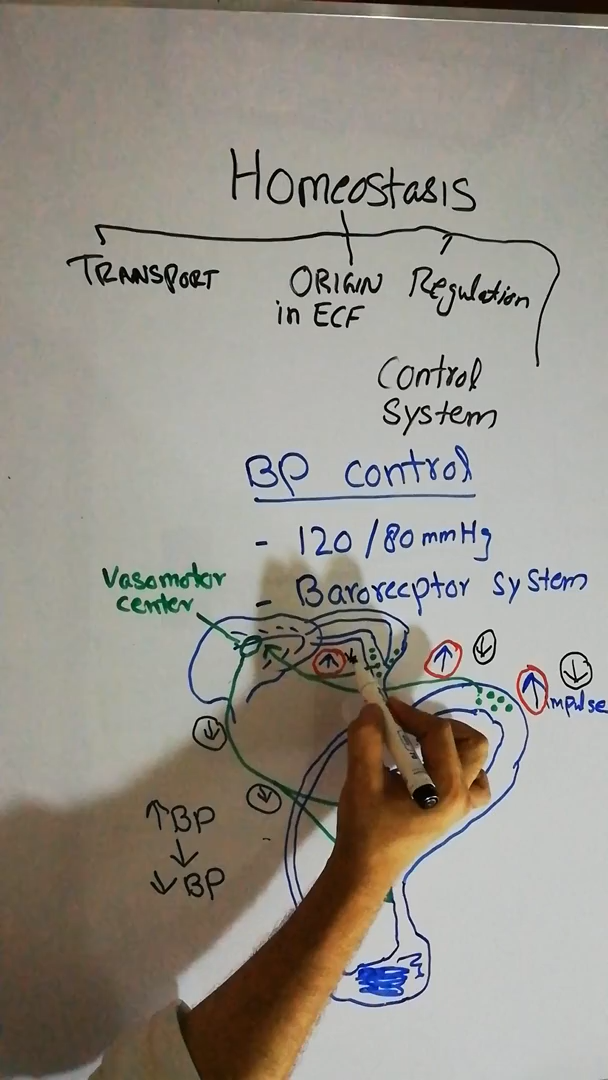 Homeostasis
TRANSPORT
ORIGIN
in ECF
Regulation
Control
System
BP control
- 120/80mmHg
- Baroreceptor system
Vasomotor
center
↑ ↓
↑ ↓
↑ ↓
Impulse
↓
↓
↑BP
↓
↓BP